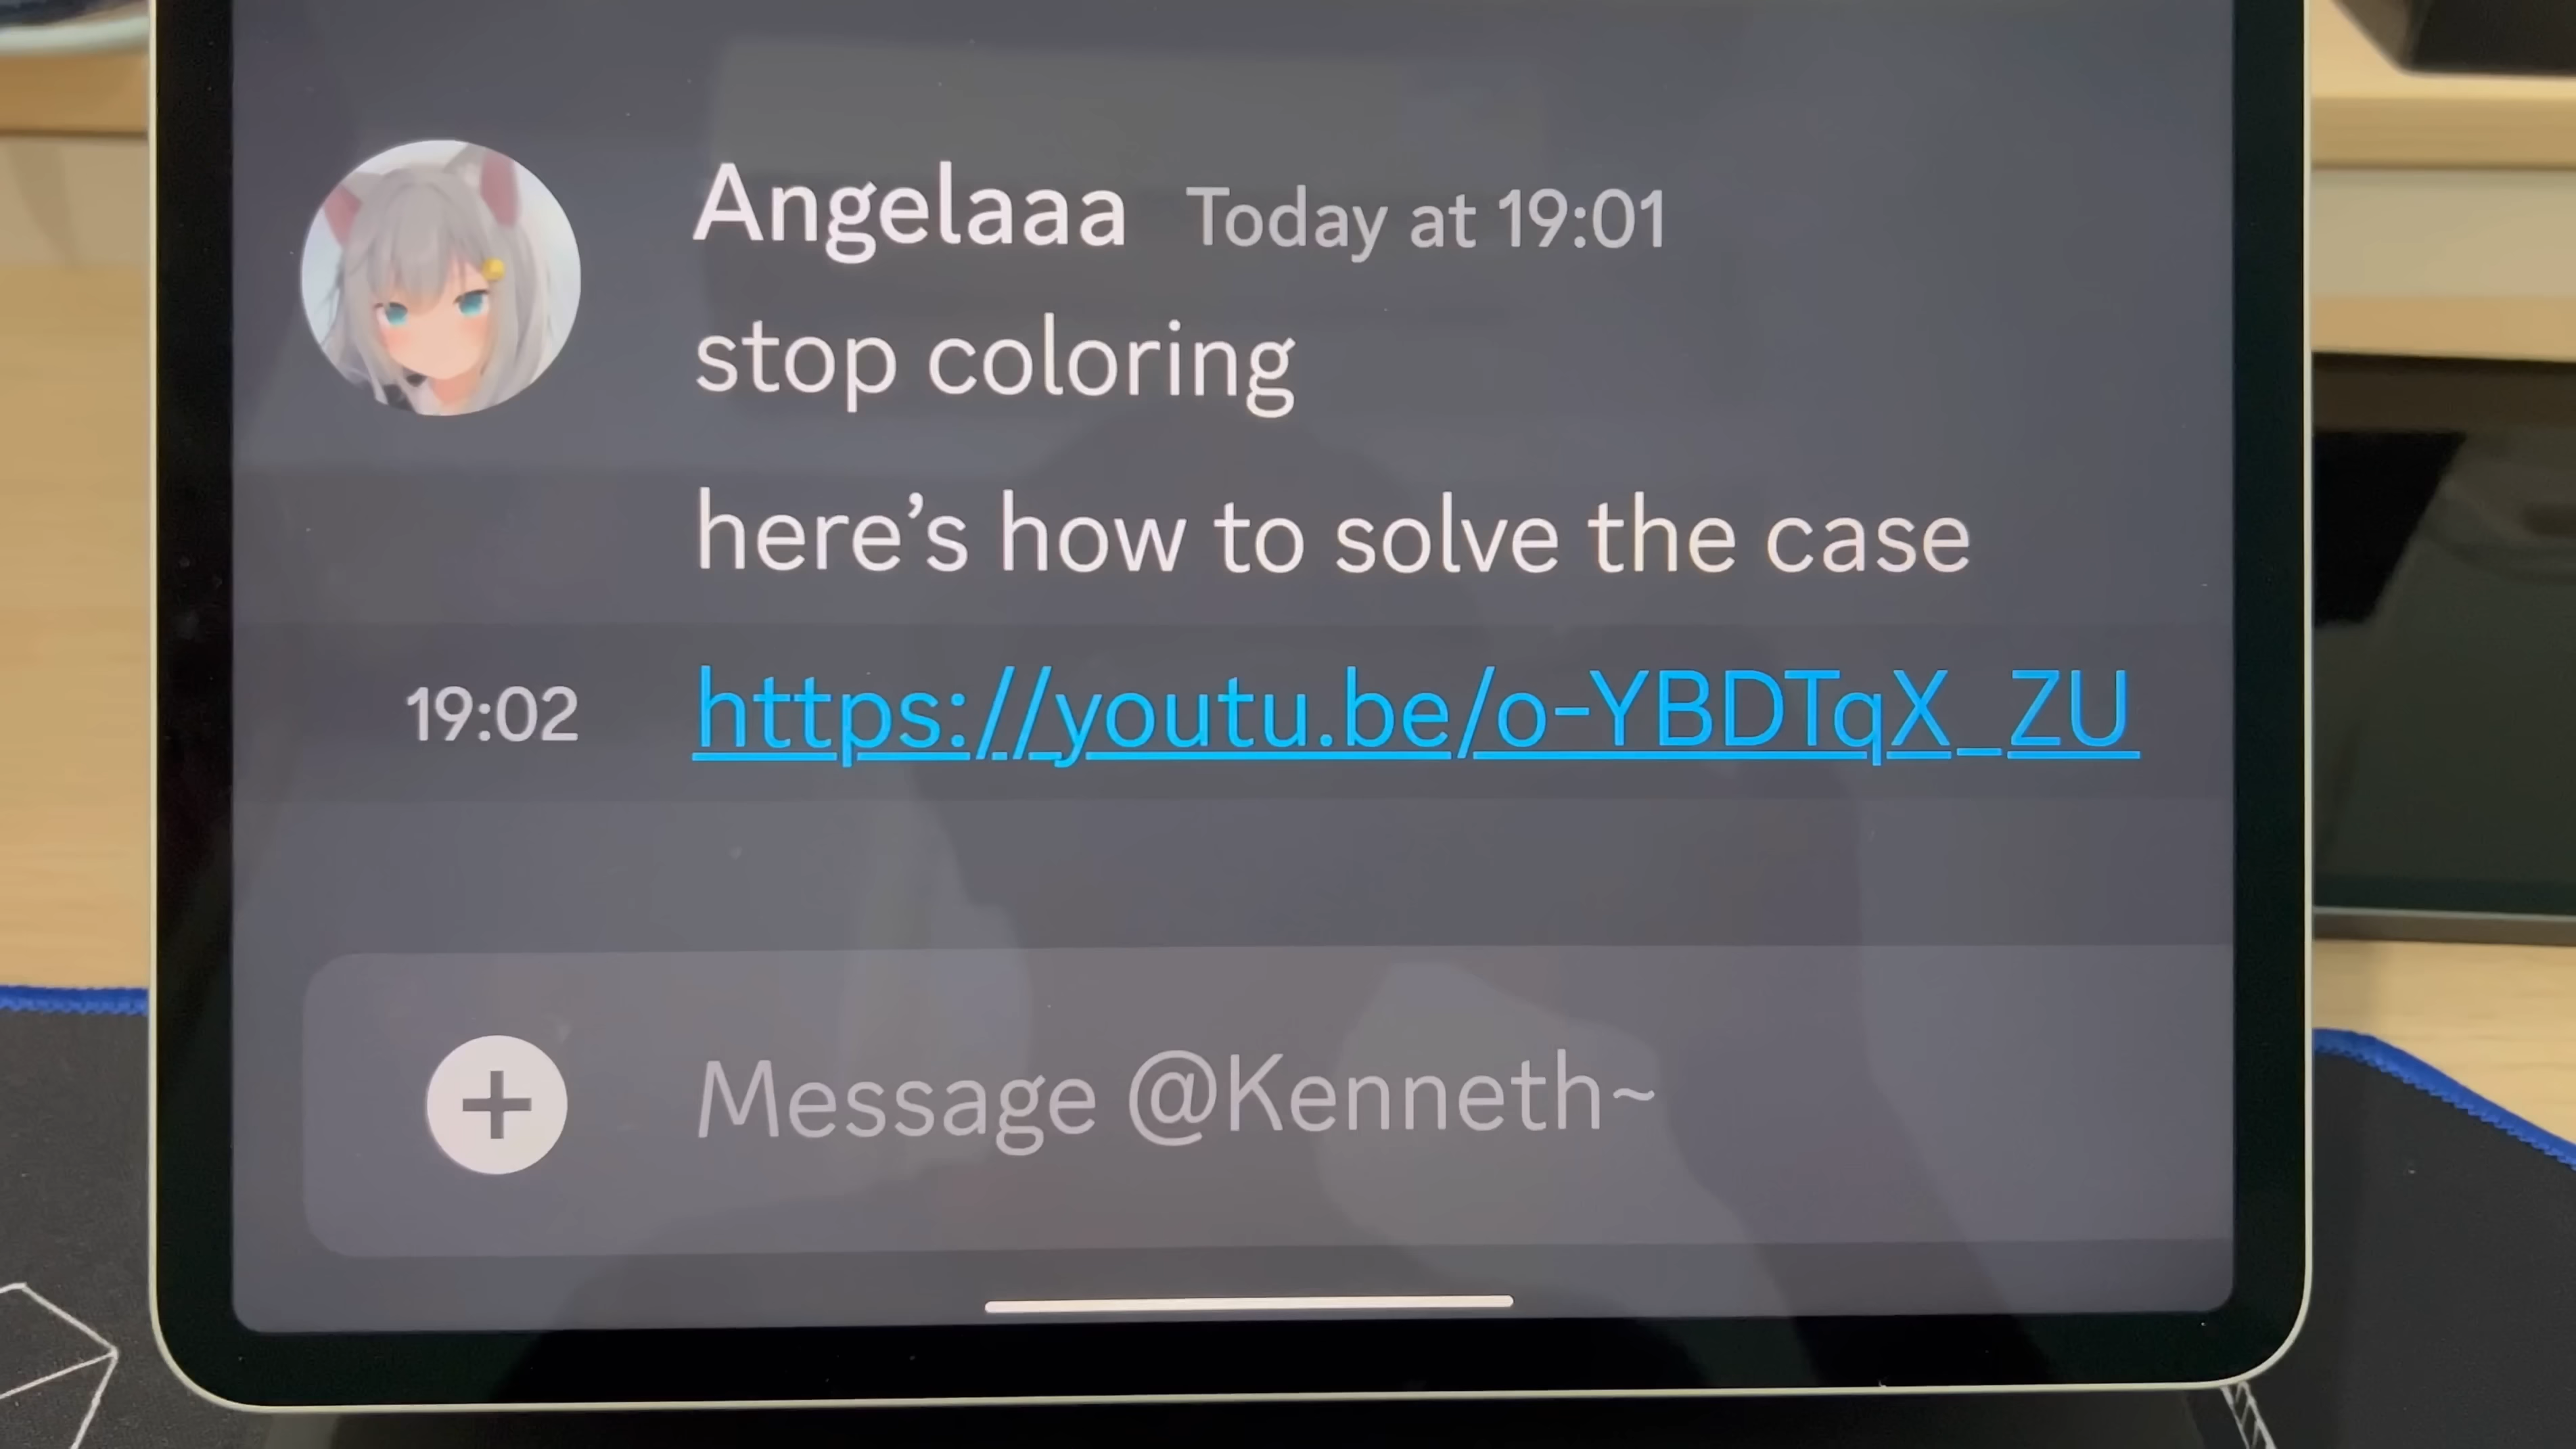 Angelaaa Today at 19:01
stop coloring
here’s how to solve the case
19:02 https://youtu.be/o-YBDTqX_ZU
Message @Kenneth~